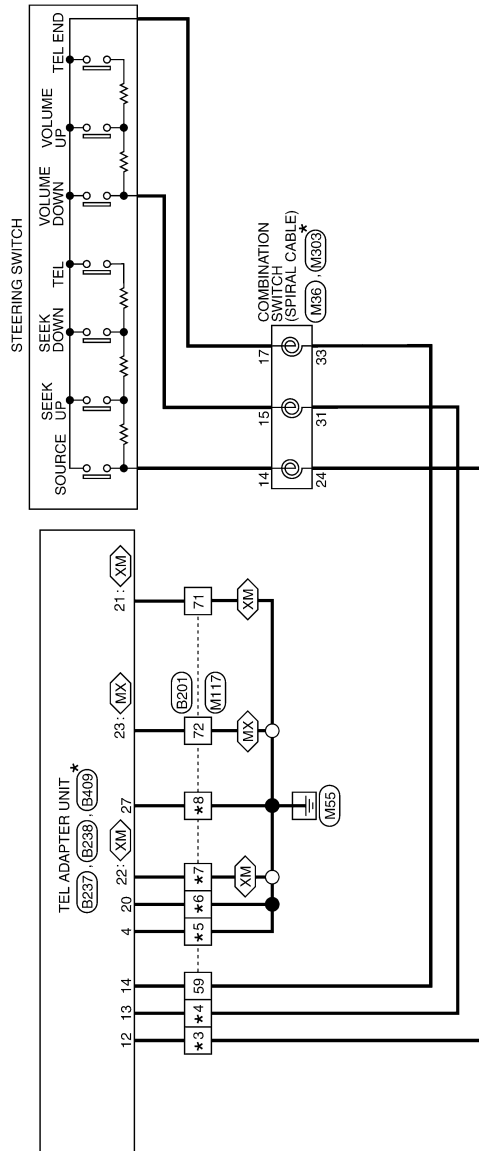 STEERING SWITCH
SOURCE
SEEK
UP
SEEK
DOWN
TEL
VOLUME
DOWN
VOLUME
UP
TEL END
14
15
17
COMBINATION
SWITCH
(SPIRAL CABLE)
M36 , M303 *
24
31
33
TEL ADAPTER UNIT
B237 , B238 , B409 *
12
13
14
4
20
22: XM
27
23: MX
21: XM
*3
*4
59
*5
*6
*7
*8
72
71
B201
M117
XM
MX
XM
M55